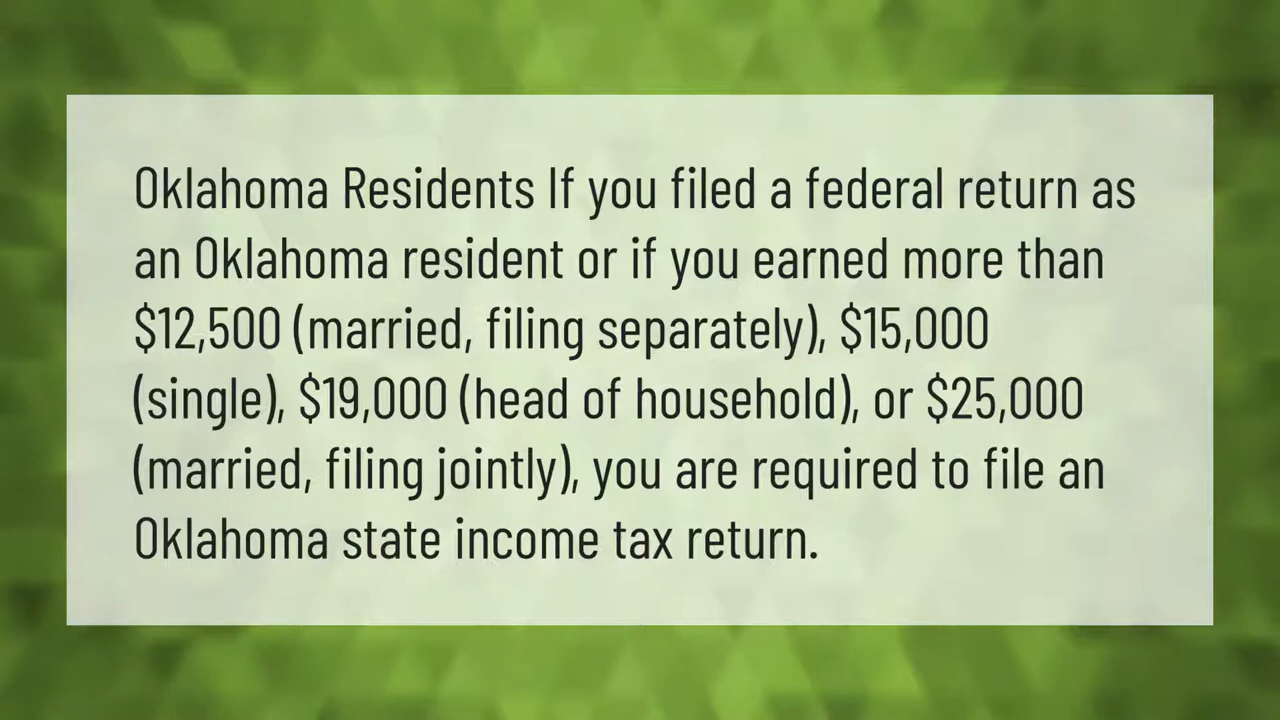 Oklahoma Residents If you filed a federal return as
an Oklahoma resident or if you earned more than
$12,500 (married, filing separately), $15,000
(single), $19,000 (head of household), or $25,000
(married, filing jointly), you are required to file an
Oklahoma state income tax return.